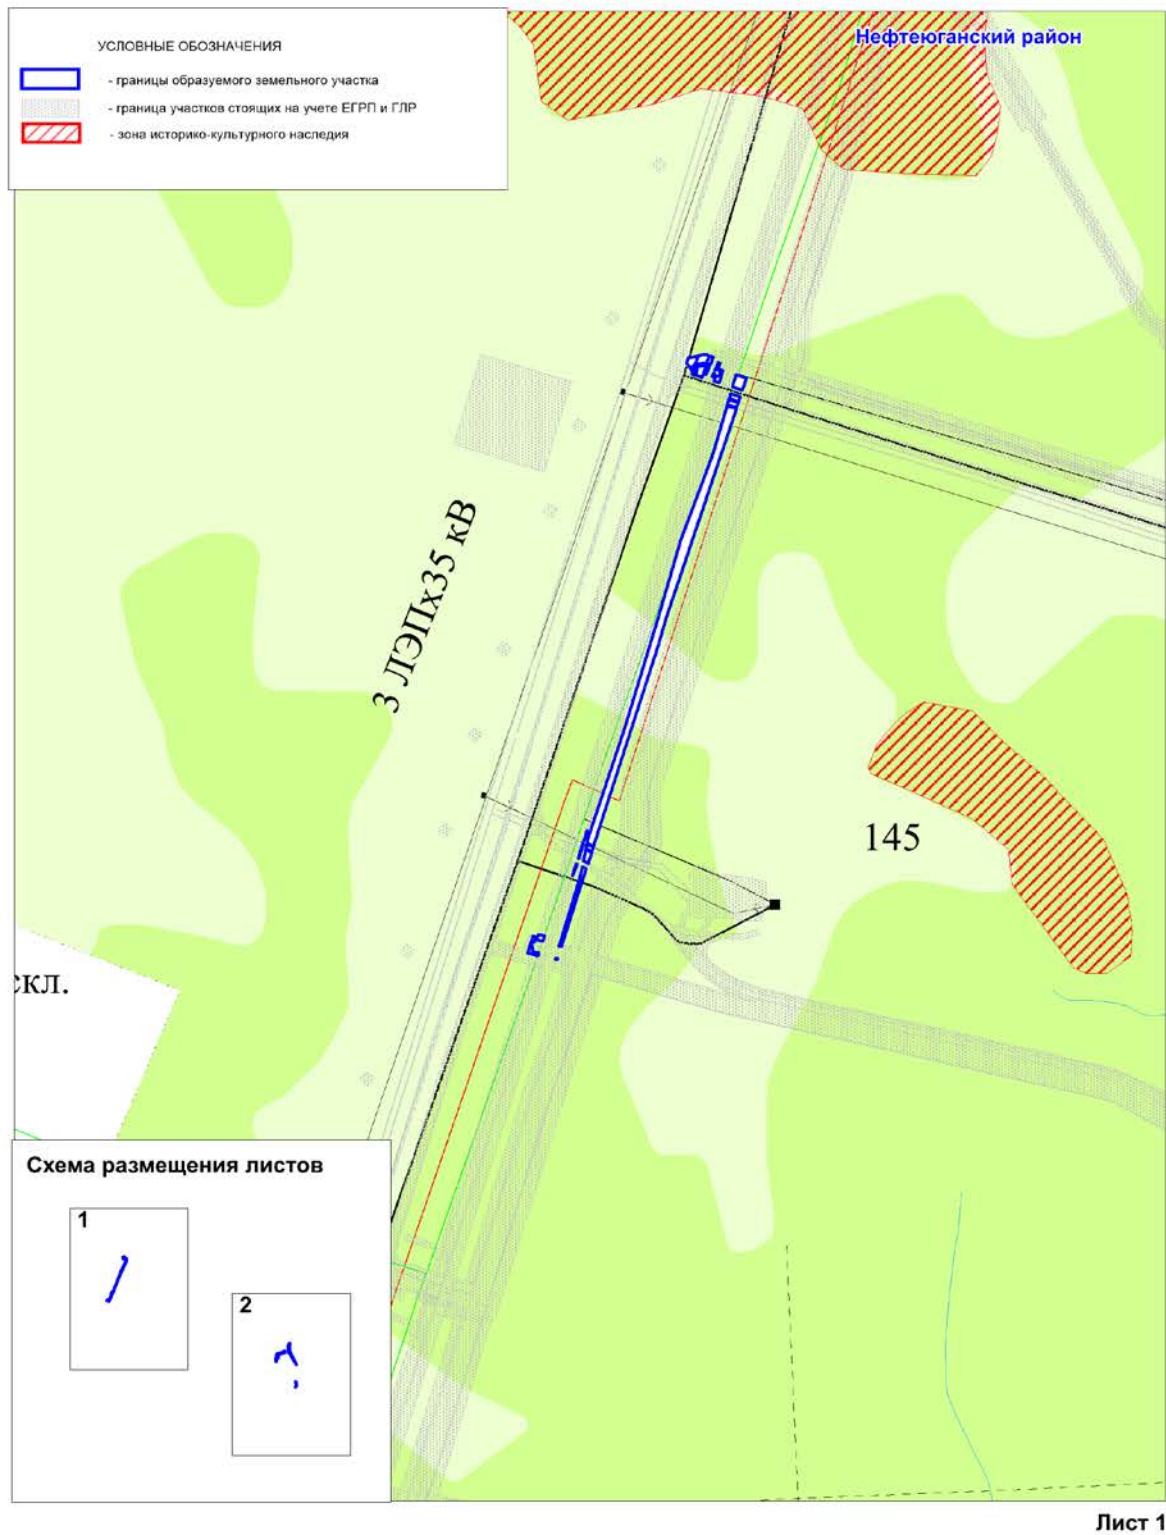 УСЛОВНЫЕ ОБОЗНАЧЕНИЯ
- границы образуемого земельного участка
- граница участков стоящих на учете ЕГРП и ГЛР
- зона историко-культурного наследия
Нефтеюганский район
3 ЛЭПх35 кВ
145
скл.
Схема размещения листов
1
2
Лист 1